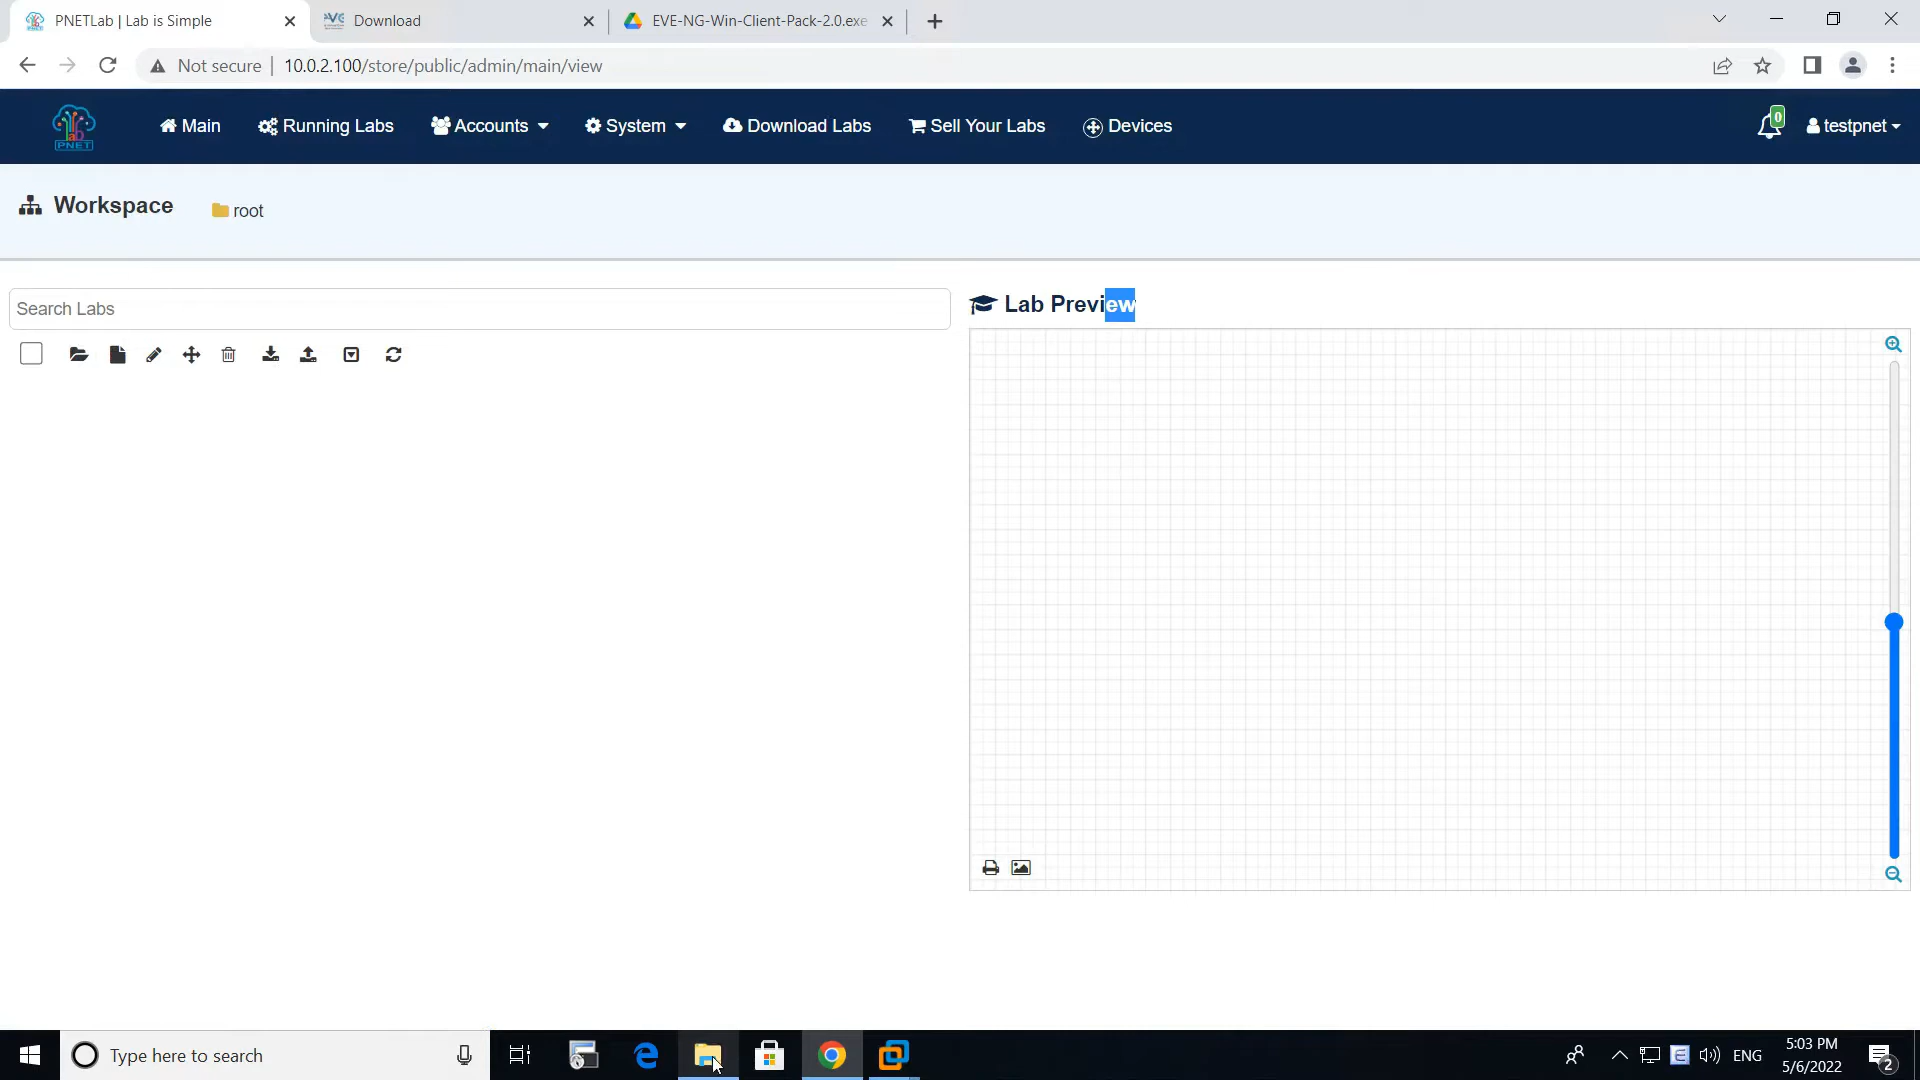 PNETLab | Lab is Simple
Download
EVE-NG-Win-Client-Pack-2.0.exe
Not secure | 10.0.2.100/store/public/admin/main/view
PNET
Main
Running Labs
Accounts
System
Download Labs
Sell Your Labs
Devices
0
testpnet
Workspace
root
Search Labs
Lab Preview
Type here to search
ENG
5:03 PM
5/6/2022
2